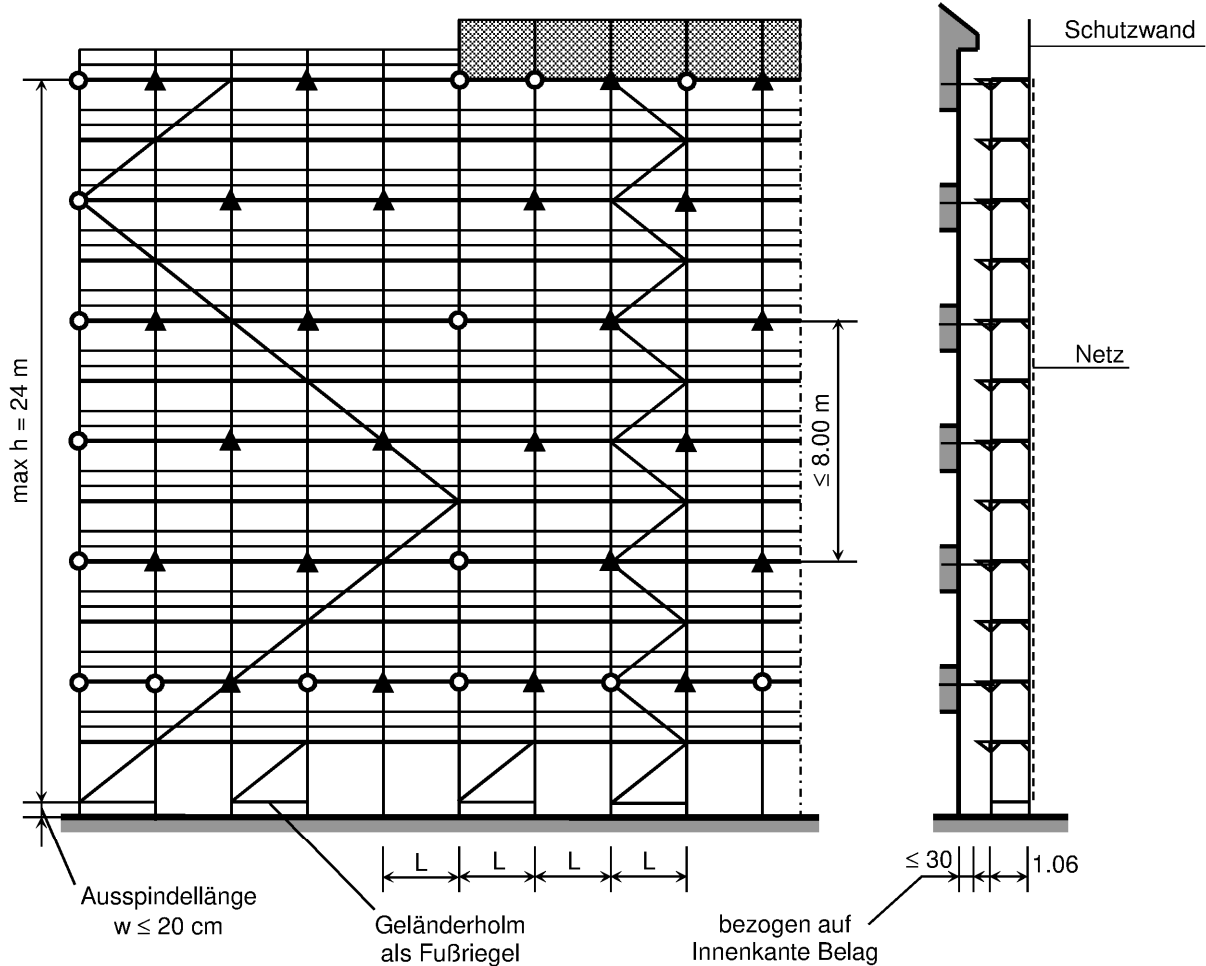 Schutzwand
max h = 24 m
Netz
≤ 8.00 m
L
L
L
L
≤ 30
1.06
Ausspindellänge
w ≤ 20 cm
Geländerholm
als Fußriegel
bezogen auf
Innenkante Belag